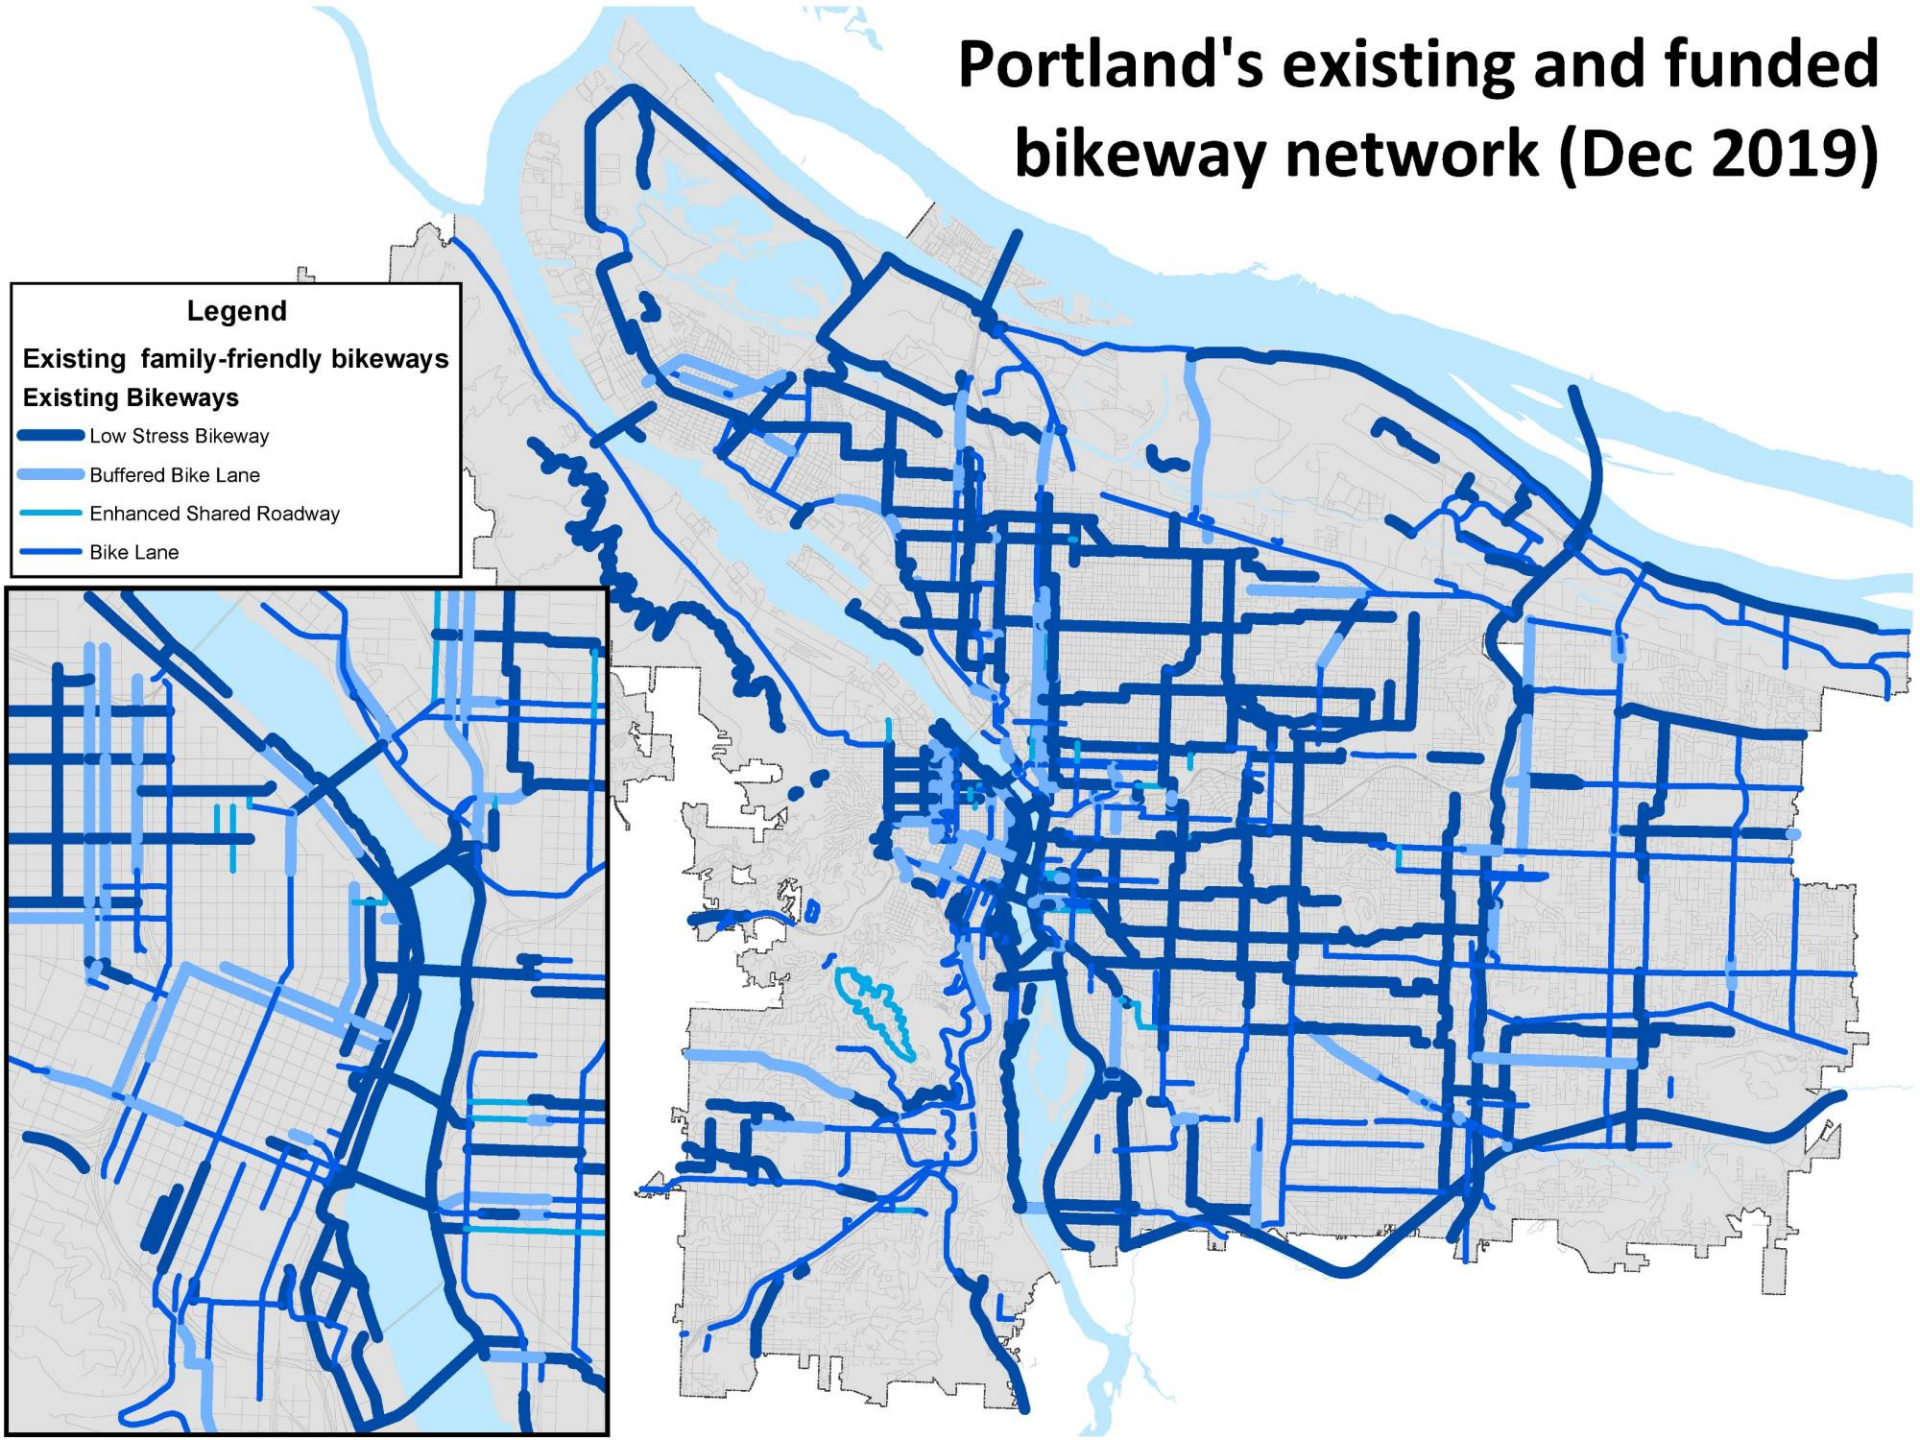 Portland's existing and funded
bikeway network (Dec 2019)
Legend
Existing family-friendly bikeways
Existing Bikeways
Low Stress Bikeway
Buffered Bike Lane
Enhanced Shared Roadway
Bike Lane